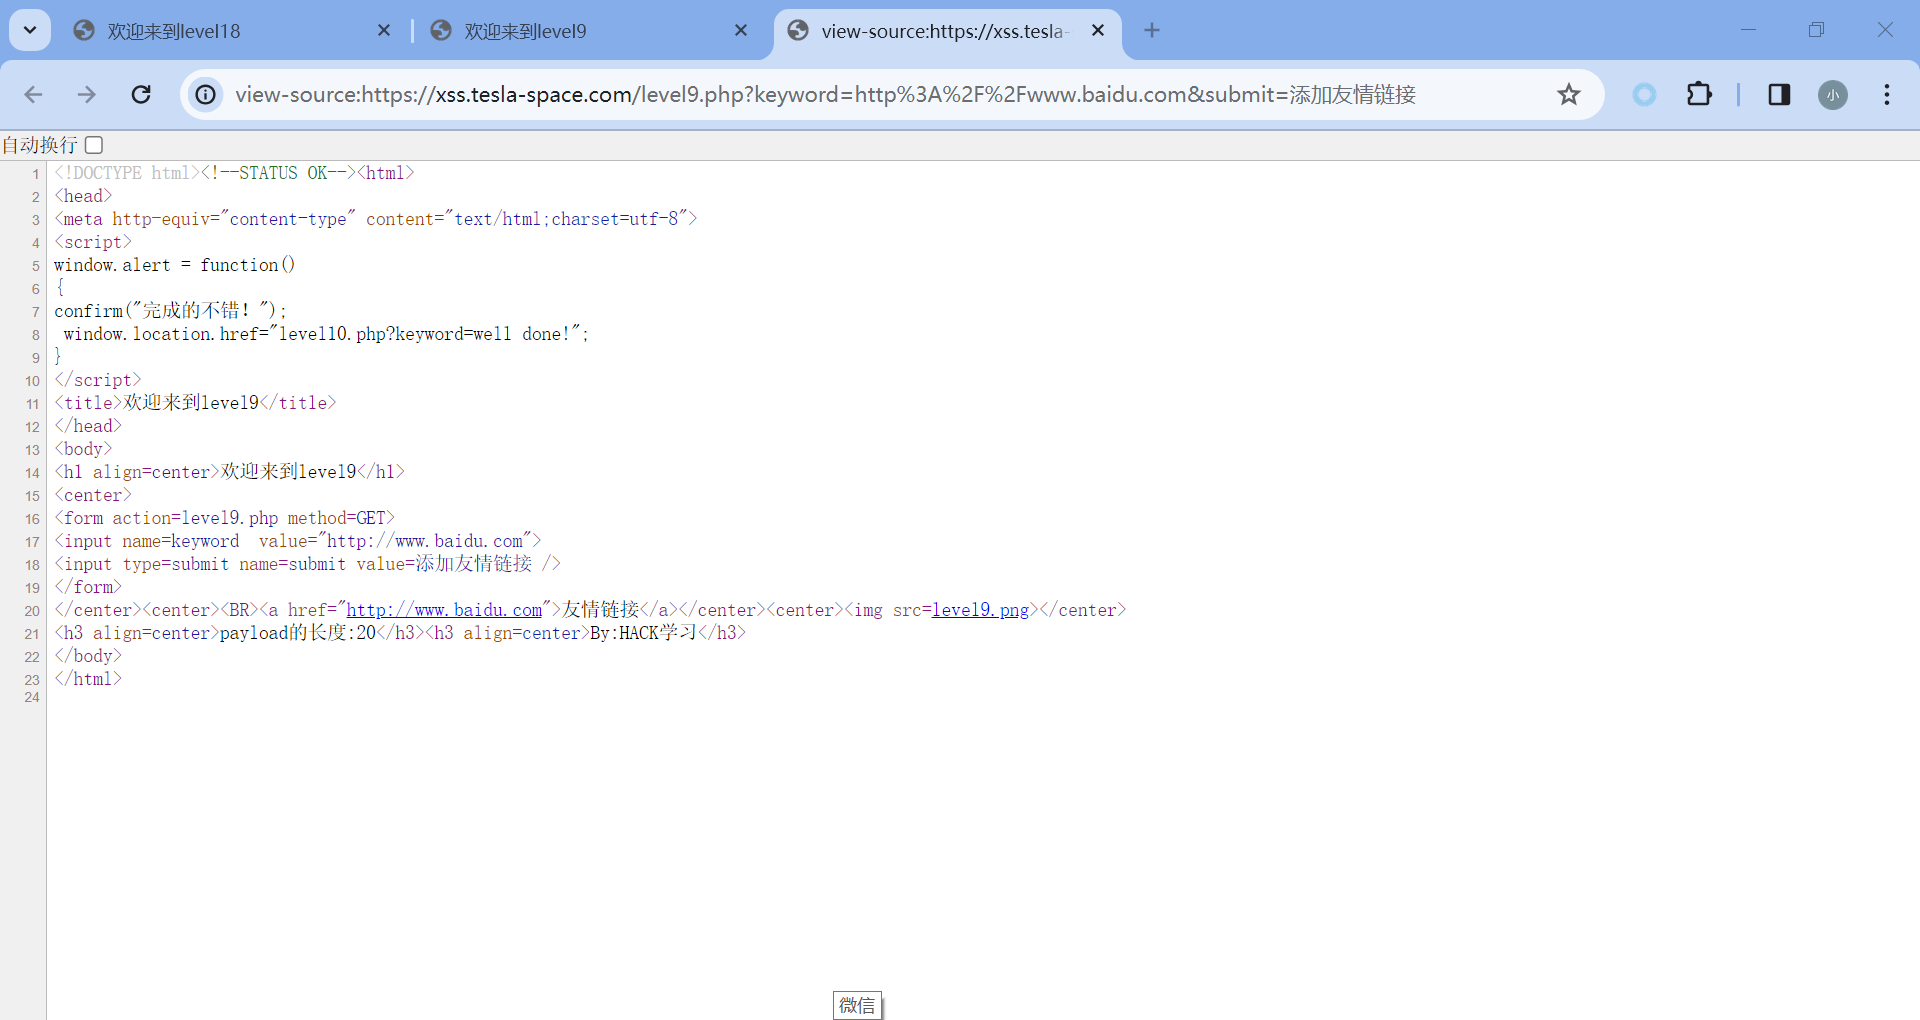 欢迎来到level18
欢迎来到level9
view-source:https://xss.tesla-
view-source:https://xss.tesla-space.com/level9.php?keyword=http%3A%2F%2Fwww.baidu.com&submit=添加友情链接
小
自动换行
1 <!DOCTYPE html><!--STATUS OK--><html>
2 <head>
3 <meta http-equiv="content-type" content="text/html;charset=utf-8">
4 <script>
5 window.alert = function()
6 {
7 confirm("完成的不错！");
8  window.location.href="level10.php?keyword=well done!";
9 }
10 </script>
11 <title>欢迎来到level9</title>
12 </head>
13 <body>
14 <h1 align=center>欢迎来到level9</h1>
15 <center>
16 <form action=level9.php method=GET>
17 <input name=keyword  value="http://www.baidu.com">
18 <input type=submit name=submit value=添加友情链接 />
19 </form>
20 </center><center><BR><a href="http://www.baidu.com">友情链接</a></center><center><img src=level9.png></center>
21 <h3 align=center>payload的长度:20</h3><h3 align=center>By:HACK学习</h3>
22 </body>
23 </html>
24
微信